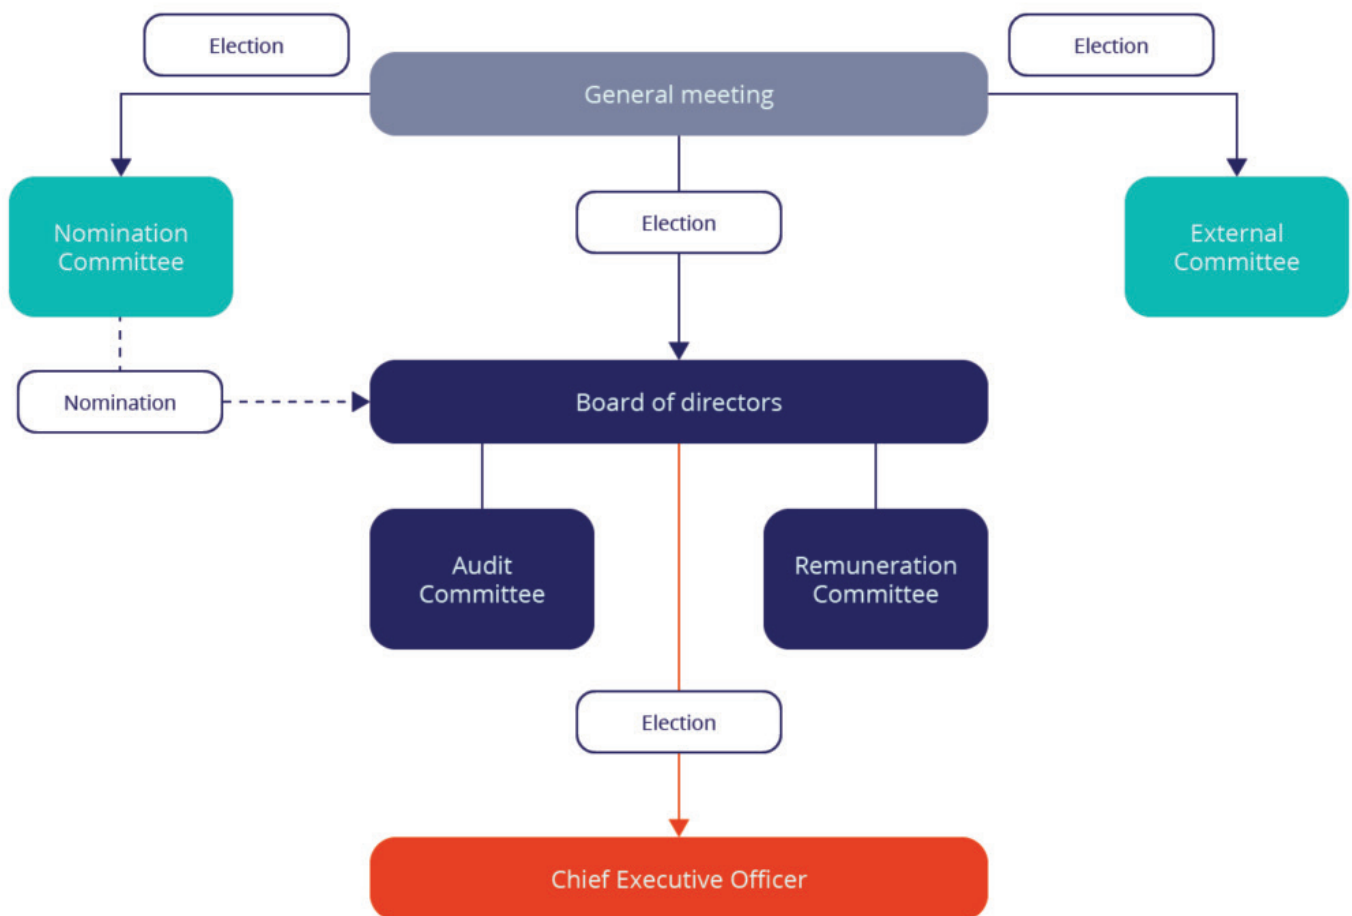 Election
Election
General meeting
Election
Nomination
Committee
External
Committee
Nomination
Board of directors
Audit
Committee
Remuneration
Committee
Election
Chief Executive Officer